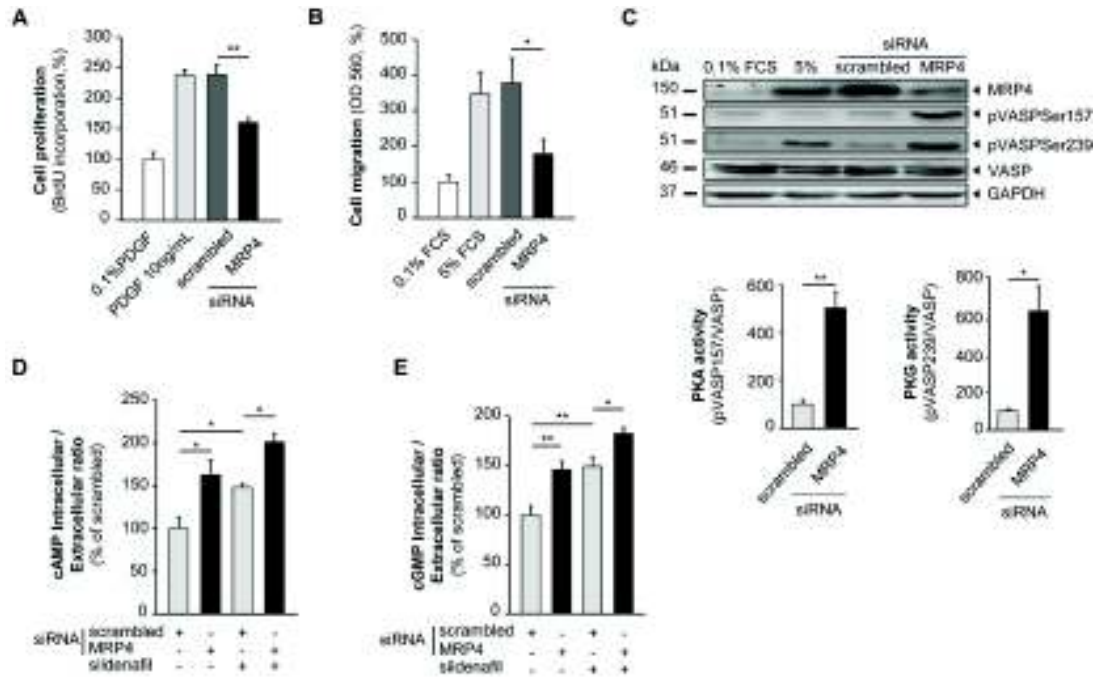 A
Cell proliferation
(BrdU incorporation,%)
300
250
200
150
100
50
0
**
0.1%PDGF
PDGF 10ng/mL
scrambled
MRP4
siRNA
B
Cell migration (OD 560, %)
500
400
300
200
100
0
*
0.1% FCS
5% FCS
scrambled
MRP4
siRNA
C
siRNA
kDa 0,1% FCS 5% scrambled MRP4
150 MRP4
51 pVASPSer157
51 pVASPSer239
46 VASP
37 GAPDH
PKA activity
(pVASP157/VASP)
600
400
200
0
**
scrambled
MRP4
siRNA
PKG activity
(pVASP239/VASP)
800
600
400
200
0
*
scrambled
MRP4
siRNA
D
cAMP Intracellular /
Extracellular ratio
(% of scrambled)
250
200
150
100
50
0
*
*
*
siRNA
scrambled + - + -
MRP4 - + - +
sildenafil - - + +
E
cGMP Intracellular /
Extracellular ratio
(% of scrambled)
200
150
100
50
0
**
**
*
siRNA
scrambled + - + -
MRP4 - + - +
sildenafil - - + +